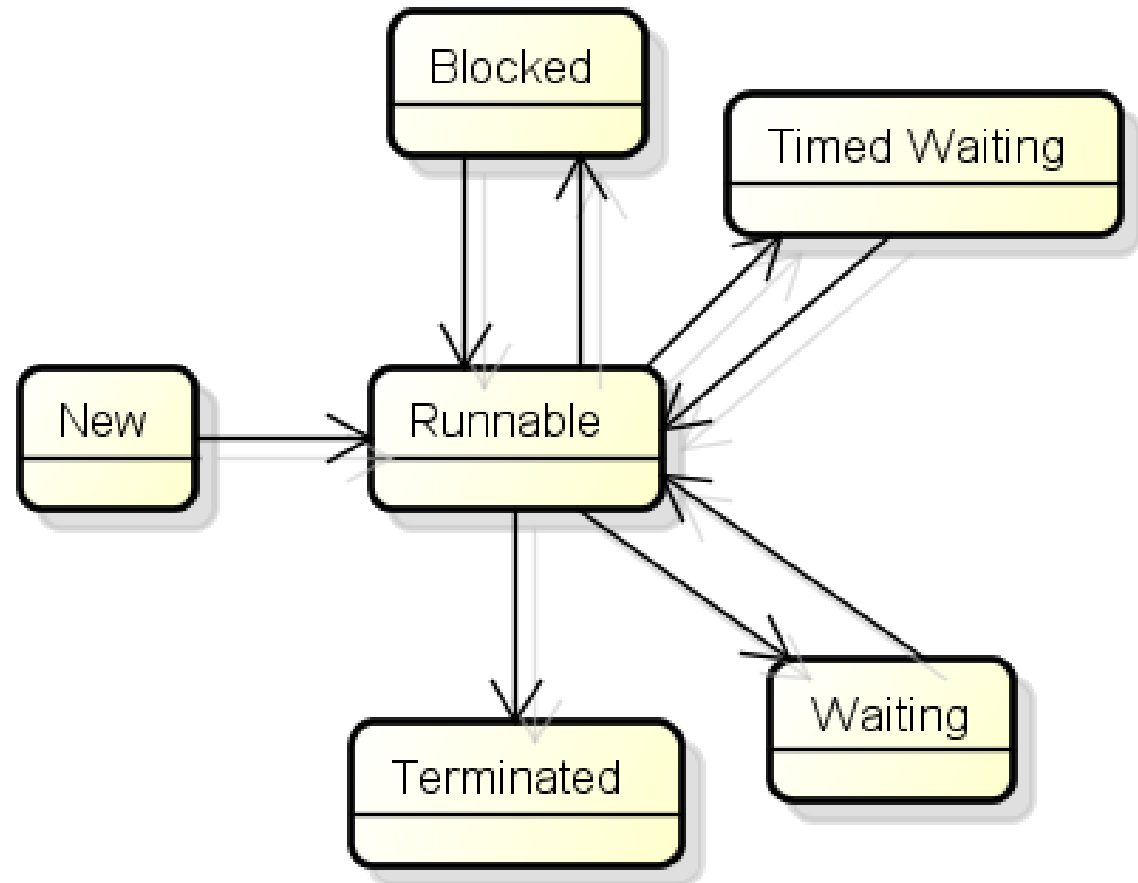 Blocked
Timed Waiting
New
Runnable
Waiting
Terminated